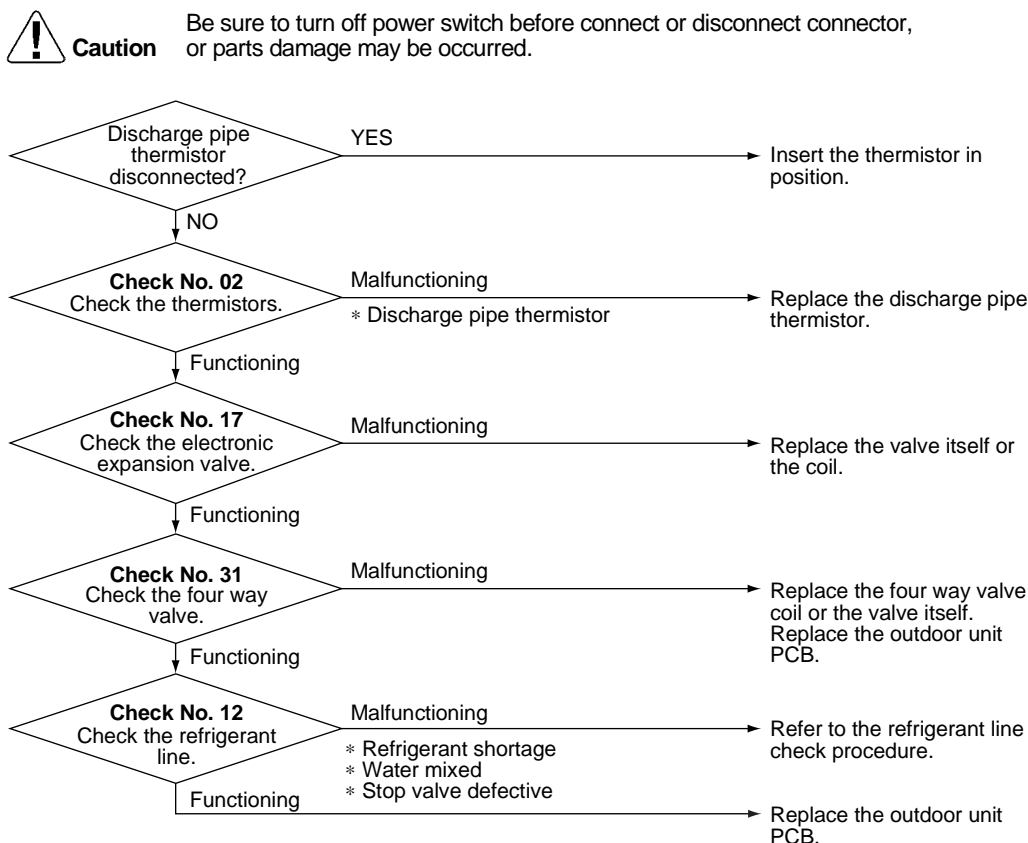 Caution
Be sure to turn off power switch before connect or disconnect connector,
or parts damage may be occurred.
Discharge pipe
thermistor
disconnected?
YES
Insert the thermistor in
position.
NO
Check No. 02
Check the thermistors.
Malfunctioning
∗ Discharge pipe thermistor
Replace the discharge pipe
thermistor.
Functioning
Check No. 17
Check the electronic
expansion valve.
Malfunctioning
Replace the valve itself or
the coil.
Functioning
Check No. 31
Check the four way
valve.
Malfunctioning
Replace the four way valve
coil or the valve itself.
Replace the outdoor unit
PCB.
Functioning
Check No. 12
Check the refrigerant
line.
Malfunctioning
∗ Refrigerant shortage
∗ Water mixed
∗ Stop valve defective
Refer to the refrigerant line
check procedure.
Functioning
Replace the outdoor unit
PCB.